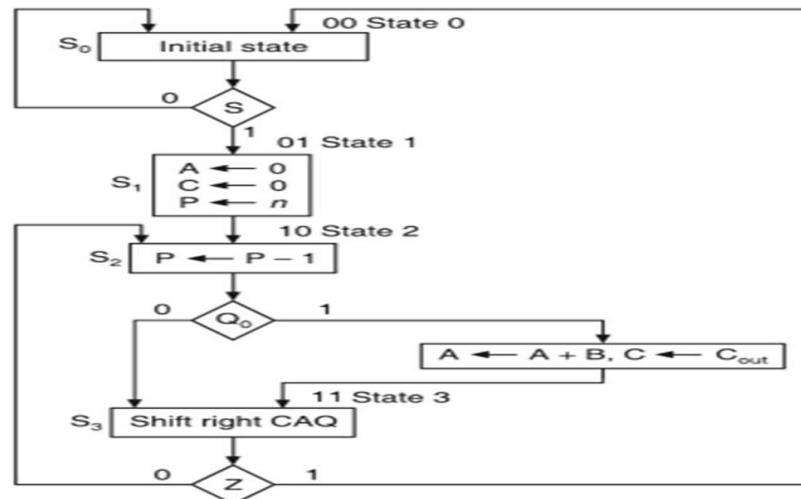 00 State 0
S₀ Initial state
0 S
1
01 State 1
A ← 0
S₁ C ← 0
P ← n
10 State 2
S₂ P ← P – 1
0 Q₀ 1
A ← A + B, C ← Cout
11 State 3
S₃ Shift right CAQ
0 Z 1